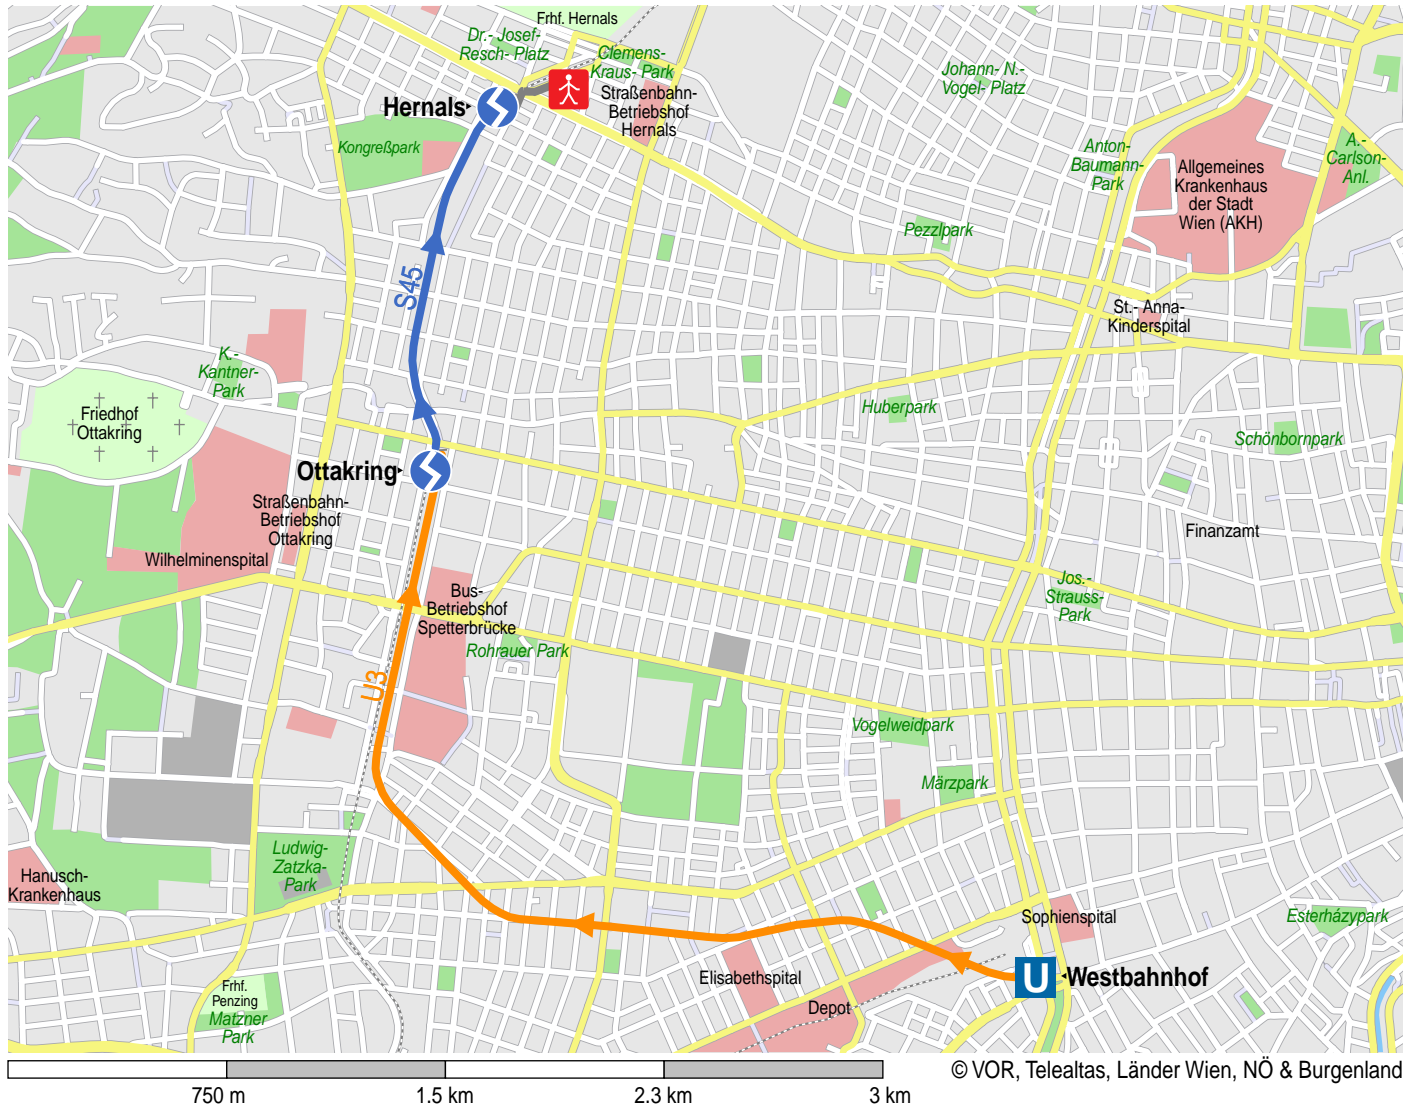 Frhf. Hernals
Dr.- Josef-
Resch- Platz
Clemens-
Kraus- Park
Hernals
Straßenbahn-
Betriebshof
Hernals
Johann- N.-
Vogel- Platz
Kongreßpark
Anton-
Baumann-
Park
A.-
Carlson-
Anl.
Allgemeines
Krankenhaus
der Stadt
Wien (AKH)
Pezzlpark
S45
St.- Anna-
Kinderspital
K.-
Kantner-
Park
Friedhof
Ottakring
Huberpark
Schönbornpark
Ottakring
Straßenbahn-
Betriebshof
Ottakring
Wilhelminenspital
Finanzamt
Bus-
Betriebshof
Spetterbrücke
Jos.-
Strauss-
Park
Rohrauer Park
U3
Vogelweidpark
Märzpark
Ludwig-
Zatzka-
Park
Hanusch-
Krankenhaus
Sophienspital
Esterházypark
Elisabethspital
U
Westbahnhof
Depot
Frhf.
Penzing
Matzner
Park
© VOR, Telealtas, Länder Wien, NÖ & Burgenland
750 m
1.5 km
2.3 km
3 km